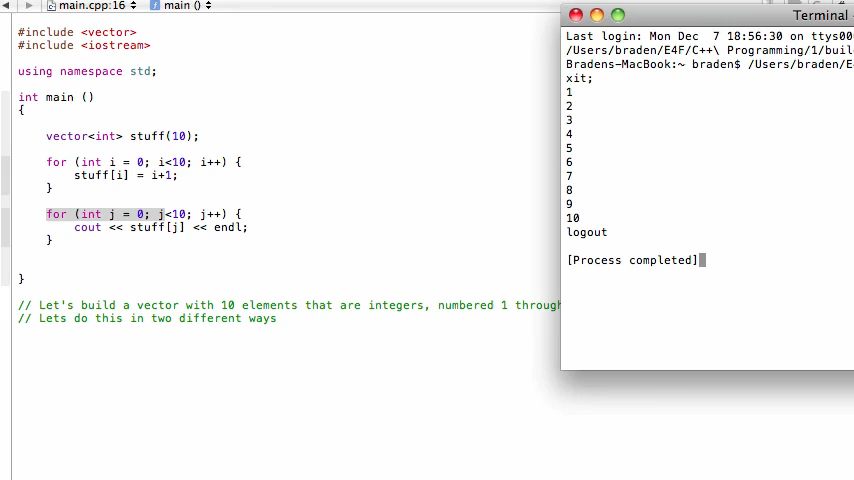 main.cpp:16 main ()
#include <vector>
#include <iostream>
using namespace std;
int main ()
{
vector<int> stuff(10);
for (int i = 0; i<10; i++) {
stuff[i] = i+1;
}
for (int j = 0; j<10; j++) {
cout << stuff[j] << endl;
}
}
// Let's build a vector with 10 elements that are integers, numbered 1 through
// Lets do this in two different ways
Terminal
Last login: Mon Dec 7 18:56:30 on ttys00
/Users/braden/E4F/C++\ Programming/1/buil
Bradens-MacBook:~ braden$ /Users/braden/E
xit;
1
2
3
4
5
6
7
8
9
10
logout
[Process completed]